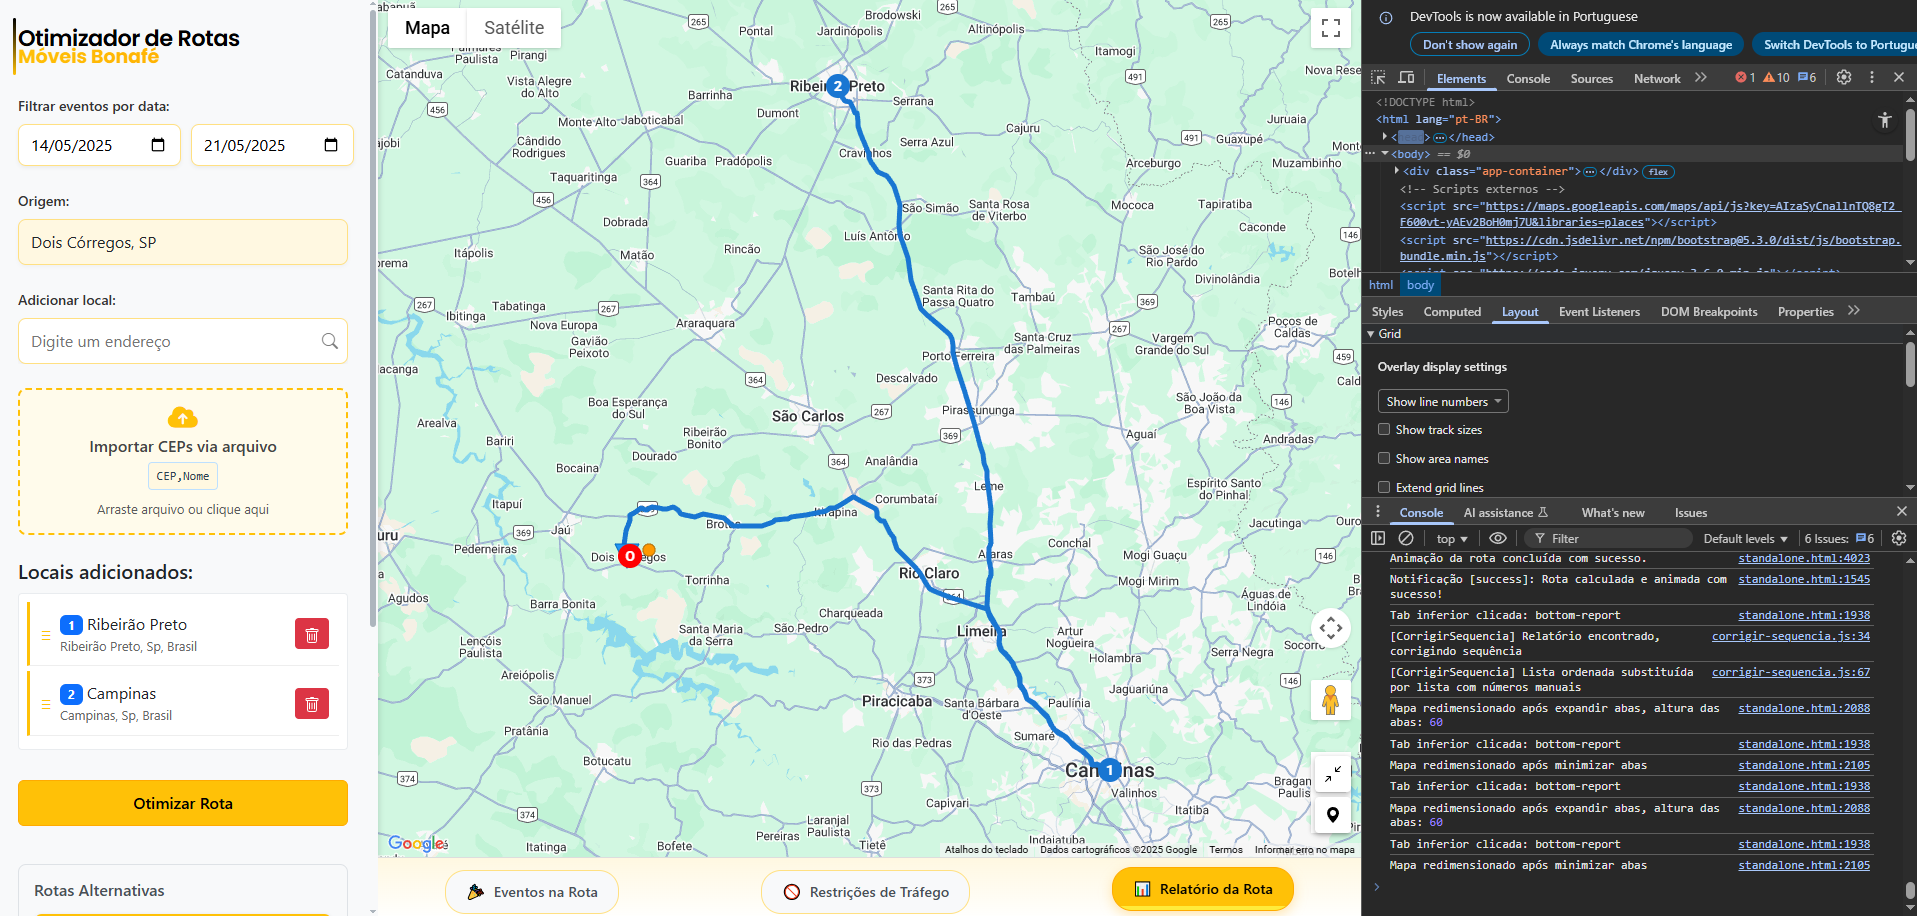 Otimizador de Rotas
Móveis Bonafé
Filtrar eventos por data:
14/05/2025
21/05/2025
Origem:
Dois Córregos, SP
Adicionar local:
Digite um endereço
Importar CEPs via arquivo
CEP,Nome
Arraste arquivo ou clique aqui
Locais adicionados:
1 Ribeirão Preto
Ribeirão Preto, Sp, Brasil
2 Campinas
Campinas, Sp, Brasil
Otimizar Rota
Rotas Alternativas
Mapa
Satélite
Brodowski
Jardinópolis
Pontal
Altinópolis
Itamogi
Paulista
Pirangi
Catanduva
Vista Alegre
do Alto
Barrinha
Ribeirão Preto
2
Serrana
Nova Rese
Dumont
Monte Alto
Jaboticabal
Cândido
Rodrigues
Guariba
Pradópolis
Cravinhos
Serra Azul
Cajuru
Juruaia
Guaxupé
Arceburgo
Muzambinho
Taquaritinga
São Simão
Santa Rosa
de Viterbo
Mococa
Tapiratiba
Caconde
Dobrada
Itápolis
Matão
Rincão
Luís Antônio
São José do
Rio Pardo
Divinolândia
Botelh
Tabatinga
Ibitinga
Nova Europa
Gavião
Peixoto
Araraquara
Santa Rita do
Passa Quatro
Tambaú
Santa Cruz
das Palmeiras
Vargem
Grande do Sul
Poços de
Caldas
Porto Ferreira
Descalvado
São Carlos
Pirassununga
São João da
Boa Vista
Cald
Boa Esperança
do Sul
Arealva
Bariri
Ribeirão
Bonito
Dourado
Bocaina
Analândia
Aguaí
Andradas
Leme
Corumbataí
Espírito Santo
do Pinhal
Itapuí
Jaú
Pederneiras
Brotas
Itirapina
Jacutinga
Ouro
Conchal
Mogi Guaçu
Dois Córregos
O
Torrinha
Araras
Rio Claro
Mogi Mirim
Agudos
Barra Bonita
Charqueada
São Pedro
Águas de
Lindóia
Lençóis
Paulista
Santa Maria
da Serra
Limeira
Artur
Nogueira
Holambra
Serra Negra
Socorro
Areiópolis
São Manuel
Piracicaba
Santa Bárbara
d'Oeste
Jaguariúna
Paulínia
Pratânia
Rio das Pedras
Sumaré
Botucatu
Campinas
1
Valinhos
Bragan
Paulis
Itatiba
Capivari
Laranjal
Paulista
Pereiras
Itatinga
Bofete
Tietê
Indaiatuba
Google
Atalhos do teclado
Dados cartográficos ©2025 Google
Termos
Informar erro no mapa
Eventos na Rota
Restrições de Tráfego
Relatório da Rota
DevTools is now available in Portuguese
Don't show again
Always match Chrome's language
Switch DevTools to Portugue
Elements
Console
Sources
Network
1
10
6
<!DOCTYPE html>
<html lang="pt-BR">
<head> </head>
<body> == $0
<div class="app-container"> </div> flex
<!-- Scripts externos -->
<script src="https://maps.googleapis.com/maps/api/js?key=AIzaSyCnallnTQ8gT2_
F600vt-yAEv2BoH0mj7U&libraries=places"></script>
<script src="https://cdn.jsdelivr.net/npm/bootstrap@5.3.0/dist/js/bootstrap.
bundle.min.js"></script>
html
body
Styles
Computed
Layout
Event Listeners
DOM Breakpoints
Properties
Grid
Overlay display settings
Show line numbers
Show track sizes
Show area names
Extend grid lines
Console
AI assistance
What's new
Issues
top
Filter
Default levels
6 Issues:
6
Animação da rota concluída com sucesso.
standalone.html:4023
Notificação [success]: Rota calculada e animada com sucesso!
standalone.html:1545
Tab inferior clicada: bottom-report
standalone.html:1938
[CorrigirSequencia] Relatório encontrado, corrigindo sequência
corrigir-sequencia.js:34
[CorrigirSequencia] Lista ordenada substituída por lista com números manuais
corrigir-sequencia.js:67
Mapa redimensionado após expandir abas, altura das abas: 60
standalone.html:2088
Tab inferior clicada: bottom-report
standalone.html:1938
Mapa redimensionado após minimizar abas
standalone.html:2105
Tab inferior clicada: bottom-report
standalone.html:1938
Mapa redimensionado após expandir abas, altura das abas: 60
standalone.html:2088
Tab inferior clicada: bottom-report
standalone.html:1938
Mapa redimensionado após minimizar abas
standalone.html:2105